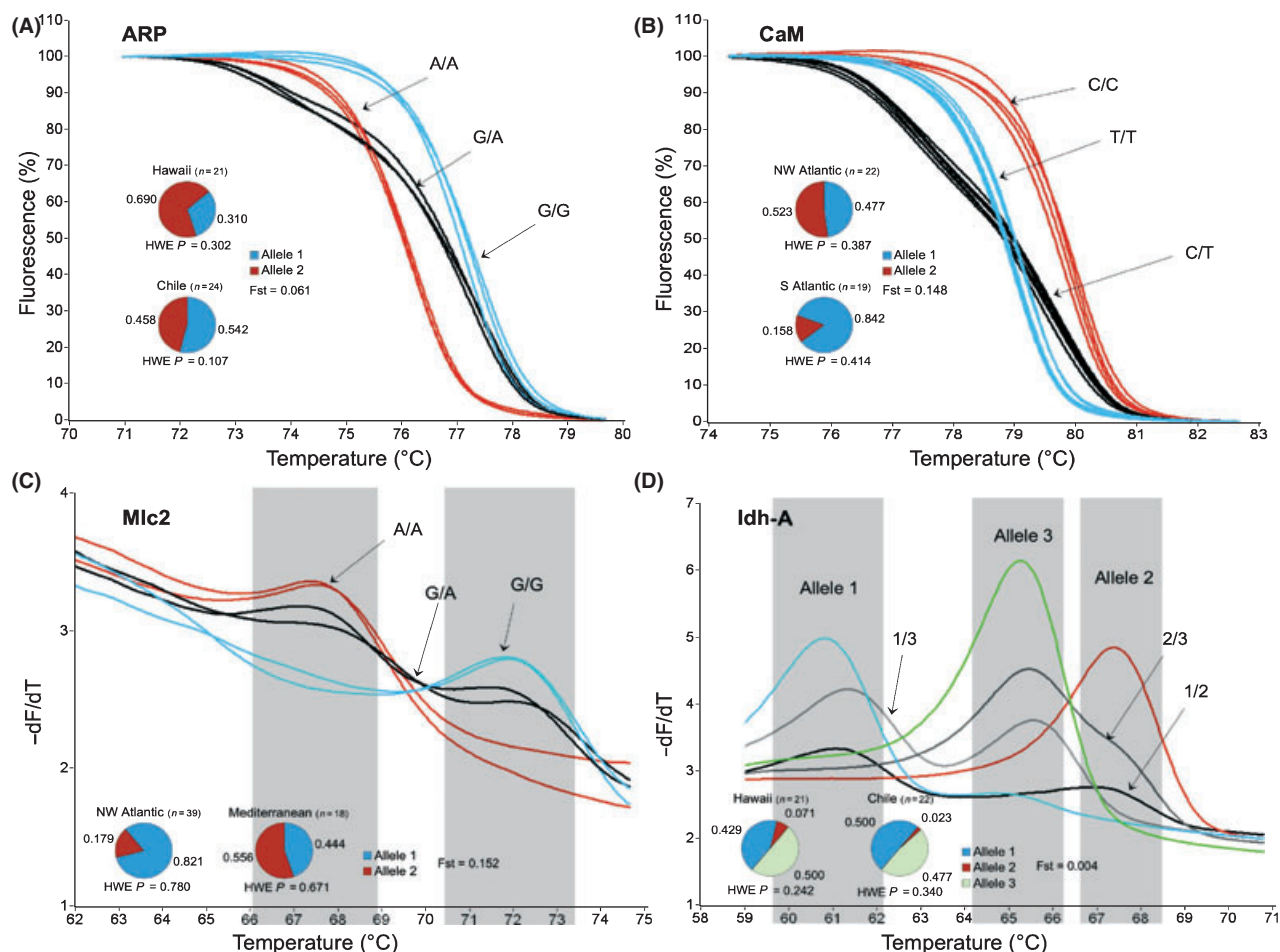 (A)
ARP
Fluorescence (%)
100
90
80
70
60
50
40
30
20
10
0
70 71 72 73 74 75 76 77 78 79 80
Temperature (°C)
A/A
G/A
G/G
Hawaii (n=21)
0.690
0.310
HWE P = 0.302
Allele 1
Allele 2
Fst = 0.061
Chile (n=24)
0.458
0.542
HWE P = 0.107
(B)
CaM
Fluorescence (%)
100
90
80
70
60
50
40
30
20
10
0
74 75 76 77 78 79 80 81 82 83
Temperature (°C)
C/C
T/T
C/T
NW Atlantic (n=22)
0.523
0.477
HWE P = 0.387
Allele 1
Allele 2
Fst = 0.148
S Atlantic (n=19)
0.158
0.842
HWE P = 0.414
(C)
Mlc2
–dF/dT
4
3
2
1
62 63 64 65 66 67 68 69 70 71 72 73 74 75
Temperature (°C)
A/A
G/A
G/G
NW Atlantic (n=39)
0.179
0.821
HWE P = 0.780
Mediterranean (n=18)
0.556
0.444
HWE P = 0.671
Allele 1
Allele 2
Fst = 0.152
(D)
Idh-A
–dF/dT
7
6
5
4
3
2
1
58 59 60 61 62 63 64 65 66 67 68 69 70 71
Temperature (°C)
Allele 1
Allele 3
Allele 2
1/3
2/3
1/2
Hawaii (n=21)
0.429
0.071
0.500
HWE P = 0.242
Chile (n=22)
0.500
0.023
0.477
HWE P = 0.340
Allele 1
Allele 2
Allele 3
Fst = 0.004